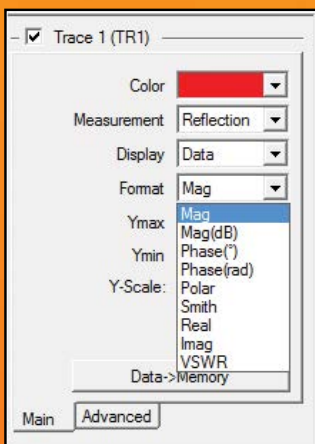 Trace 1 (TR1)
Color
Measurement Reflection
Display Data
Format Mag
Ymax Mag
Mag(dB)
Ymin Phase(°)
Phase(rad)
Y-Scale: Polar
Smith
Real
Imag
VSWR
Data->Memory
Main Advanced